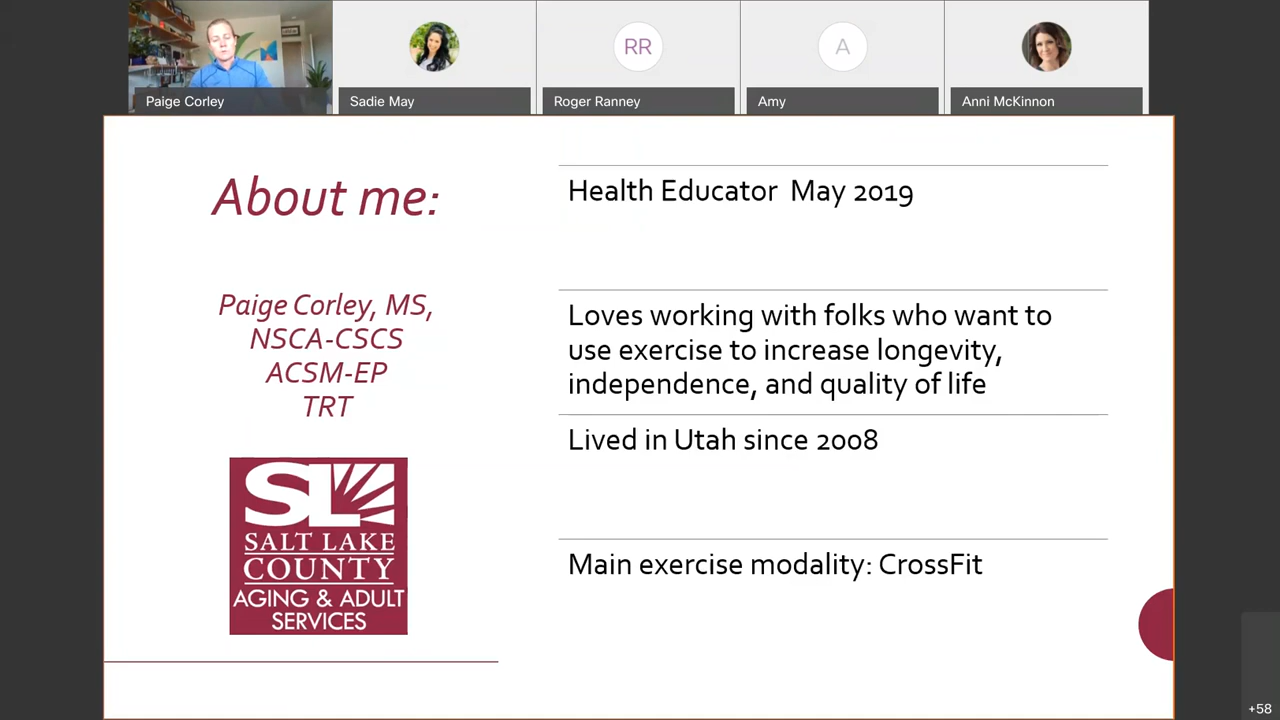 Paige Corley
Sadie May
RR
Roger Ranney
A
Amy
Anni McKinnon
About me:
Paige Corley, MS,
NSCA-CSCS
ACSM-EP
TRT
SL
SALT LAKE
COUNTY
AGING & ADULT
SERVICES
Health Educator  May 2019
Loves working with folks who want to
use exercise to increase longevity,
independence, and quality of life
Lived in Utah since 2008
Main exercise modality: CrossFit
+58